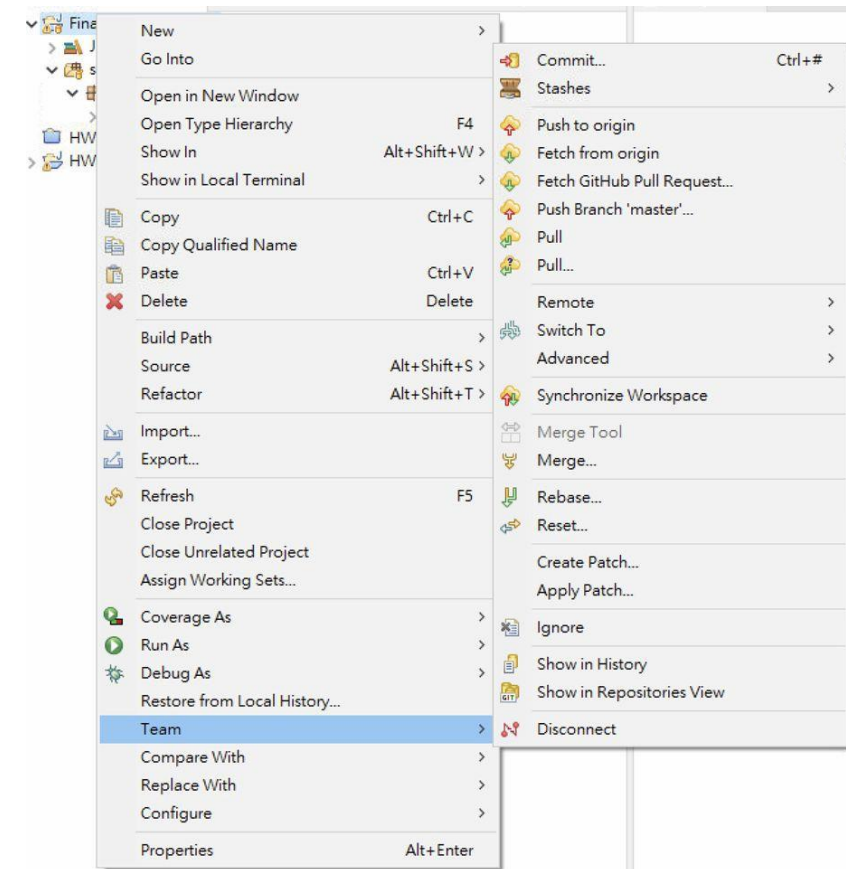 Fina
J
s
HW
HW
New
Go Into
Open in New Window
Open Type Hierarchy F4
Show In Alt+Shift+W
Show in Local Terminal
Copy Ctrl+C
Copy Qualified Name
Paste Ctrl+V
Delete Delete
Build Path
Source Alt+Shift+S
Refactor Alt+Shift+T
Import...
Export...
Refresh F5
Close Project
Close Unrelated Project
Assign Working Sets...
Coverage As
Run As
Debug As
Restore from Local History...
Team
Compare With
Replace With
Configure
Properties Alt+Enter
Commit... Ctrl+#
Stashes
Push to origin
Fetch from origin
Fetch GitHub Pull Request...
Push Branch 'master'...
Pull
Pull...
Remote
Switch To
Advanced
Synchronize Workspace
Merge Tool
Merge...
Rebase...
Reset...
Create Patch...
Apply Patch...
Ignore
Show in History
GIT Show in Repositories View
Disconnect